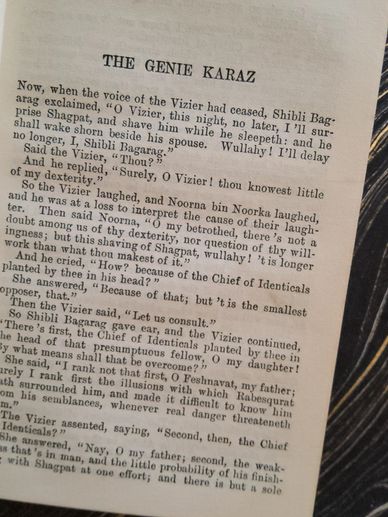 THE GENIE KARAZ
Now, when the voice of the Vizier had ceased, Shibli Bag-
arag exclaimed, “O Vizier, this night, no later, I’ll sur-
prise Shagpat, and shave him while he sleepeth: and he
shall wake shorn beside his spouse. Wullahy! I’ll delay
no longer, I, Shibli Bagarag.”
Said the Vizier, “Thou?”
And he replied, “Surely, O Vizier! thou knowest little
of my dexterity.”
So the Vizier laughed, and Noorna bin Noorka laughed,
and he was at a loss to interpret the cause of their laugh-
ter. Then said Noorna, “O my betrothed, there’s not a
doubt among us of thy dexterity, nor question of thy will-
ingness; but this shaving of Shagpat, wullahy! ’t is longer
work than what thou makest of it.”
And he cried, “How? because of the Chief of Identicals
planted by thee in his head?”
She answered, “Because of that; but ’t is the smallest
opposer, that.”
Then the Vizier said, “Let us consult.”
So Shibli Bagarag gave ear, and the Vizier continued,
“There’s first, the Chief of Identicals planted by thee in
the head of that presumptuous fellow, O my daughter!
By what means shall that be overcome?”
She said, “I rank not that first, O Feshnavat, my father;
surely I rank first the illusions with which Rabesqurat
ath surrounded him, and made it difficult to know him
om his semblances, whenever real danger threateneth
m.”
The Vizier assented, saying, “Second, then, the Chief
Identicals?”
She answered, “Nay, O my father; second, the weak-
s that’s in man, and the little probability of his finish-
g with Shagpat at one effort; and there is but a sole